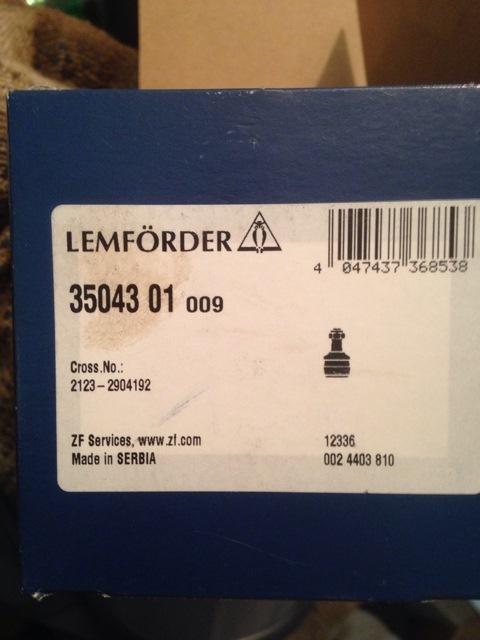 LEMFÖRDER
4 047437 368538
35043 01 009
Cross.No.:
2123-2904192
ZF Services, www.zf.com
Made in SERBIA
12336
002 4403 810